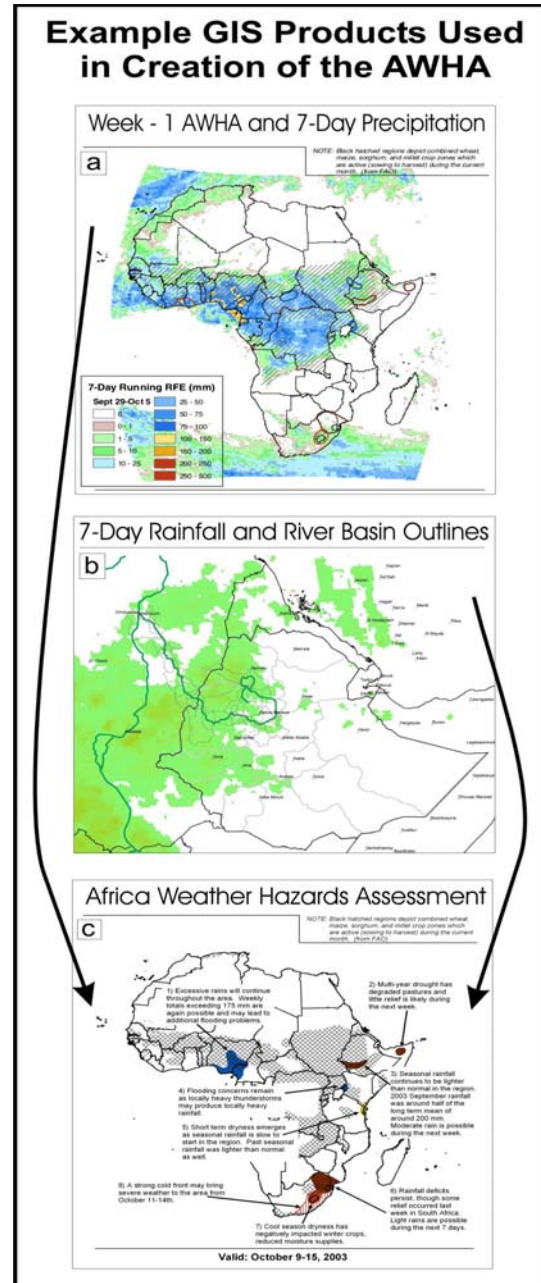 Example GIS Products Used
in Creation of the AWHA
Week - 1 AWHA and 7-Day Precipitation
a
NOTE: Black hatched regions depict combined wheat,
maize, sorghum, and millet crop zones which
are active (sowing to harvest) during the current
month. (from FAO)
7-Day Running RFE (mm)
Sept 29-Oct 5
0
0 - 1
1 - 5
5 - 10
10 - 25
25 - 50
50 - 75
75 - 100
100 - 150
150 - 200
200 - 250
250 - 500
7-Day Rainfall and River Basin Outlines
b
Addis Ababa
Africa Weather Hazards Assessment
c
NOTE: Black hatched regions depict combined wheat,
maize, sorghum, and millet crop zones which
are active (sowing to harvest) during the current
month. (from FAO)
1) Excessive rains will continue
throughout the area. Weekly
totals exceeding 175 mm are
again possible and may lead to
additional flooding problems.
2) Multi-year drought has
degraded pastures and
little relief is likely during
the next week.
3) Seasonal rainfall
continues to be lighter
than normal in the region.
2003 September rainfall
was around half of the
long term mean of
around 200 mm.
Moderate rain is possible
during the next week.
4) Flooding concerns remain
as locally heavy thunderstorms
may produce locally heavy
rainfall.
5) Short term dryness emerges
as seasonal rainfall is slow to
start in the region. Past seasonal
rainfall was lighter than normal
as well.
8) A strong cold front may bring
severe weather to the area from
October 11-14th.
6) Rainfall deficits
persist, though some
relief occurred last
week in South Africa.
Light rains are possible
during the next 7 days.
7) Cool season dryness has
negatively impacted winter crops,
reduced moisture supplies.
Valid: October 9-15, 2003